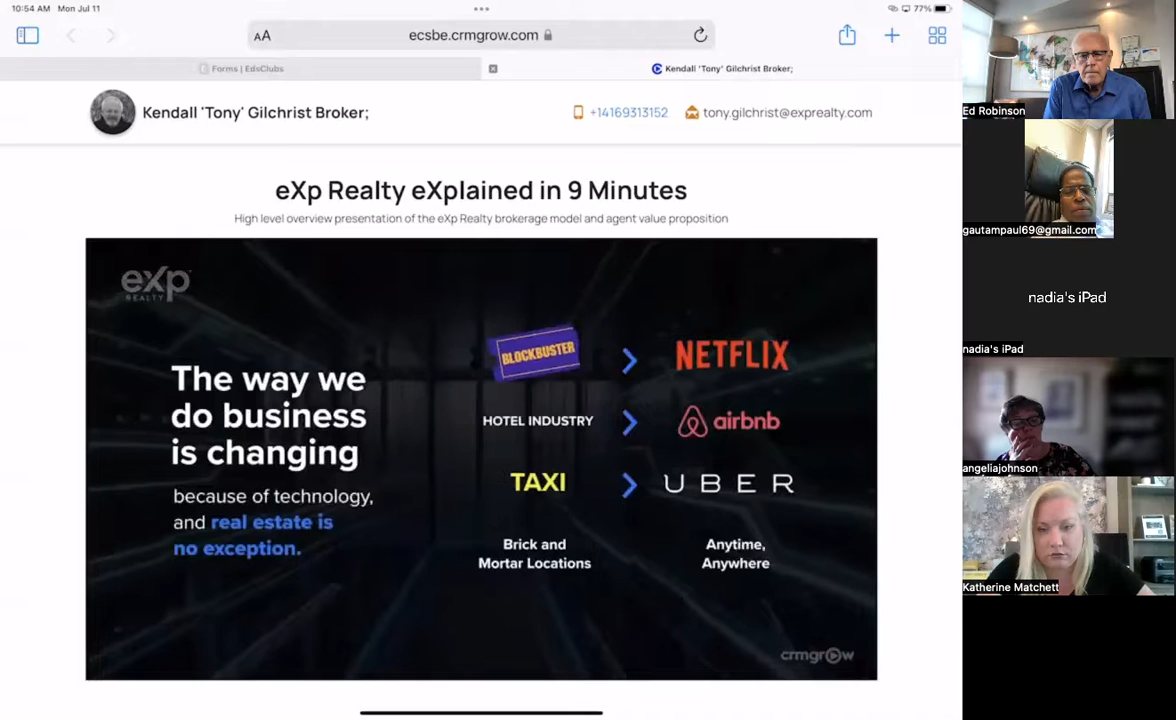 10:54 AM Mon Jul 11
77%
AA
ecsbe.crmgrow.com
Forms | EdsClubs
Kendall 'Tony' Gilchrist Broker;
Kendall 'Tony' Gilchrist Broker;
+14169313152
tony.gilchrist@exprealty.com
eXp Realty eXplained in 9 Minutes
High level overview presentation of the eXp Realty brokerage model and agent value proposition
eXp
REALTY
The way we
do business
is changing
because of technology,
and real estate is
no exception.
BLOCKBUSTER
NETFLIX
HOTEL INDUSTRY
airbnb
TAXI
UBER
Brick and
Mortar Locations
Anytime,
Anywhere
crmgrow
Ed Robinson
gautampaul69@gmail.com
nadia's iPad
nadia's iPad
angeliajohnson
Katherine Matchett